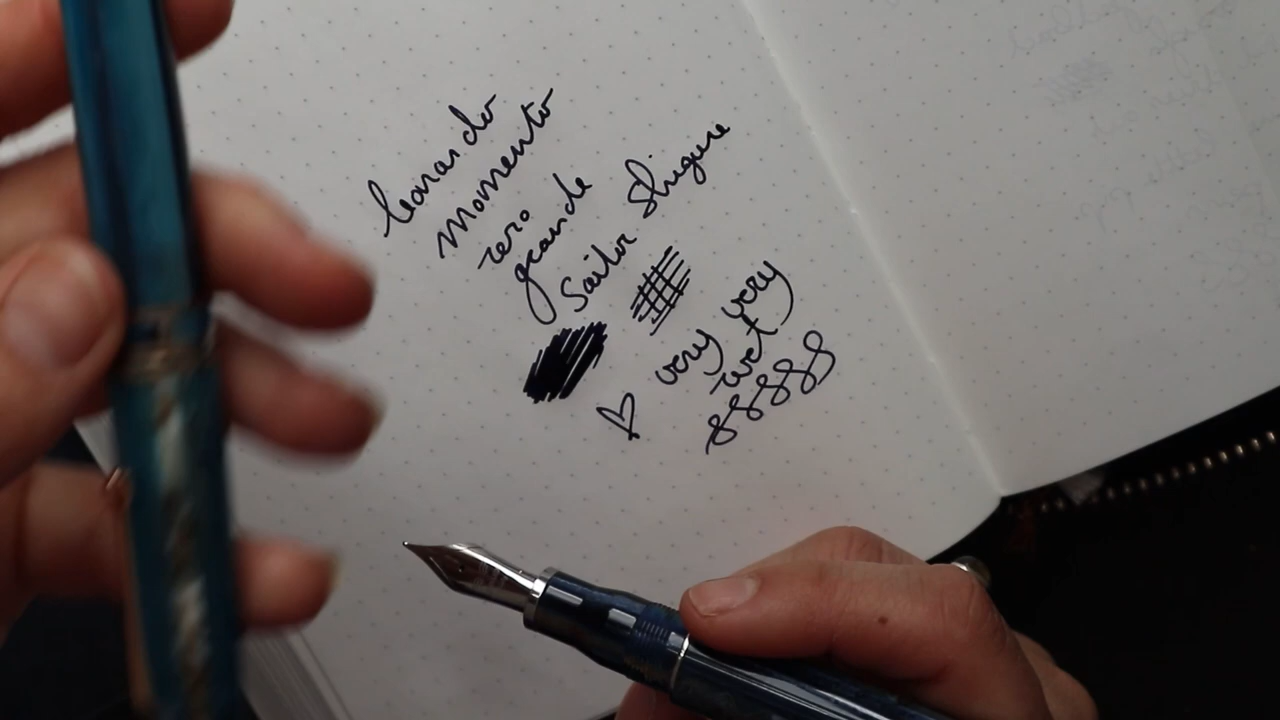 leonardo
momento
zero
grande
Sailor Shigure
very very
wet